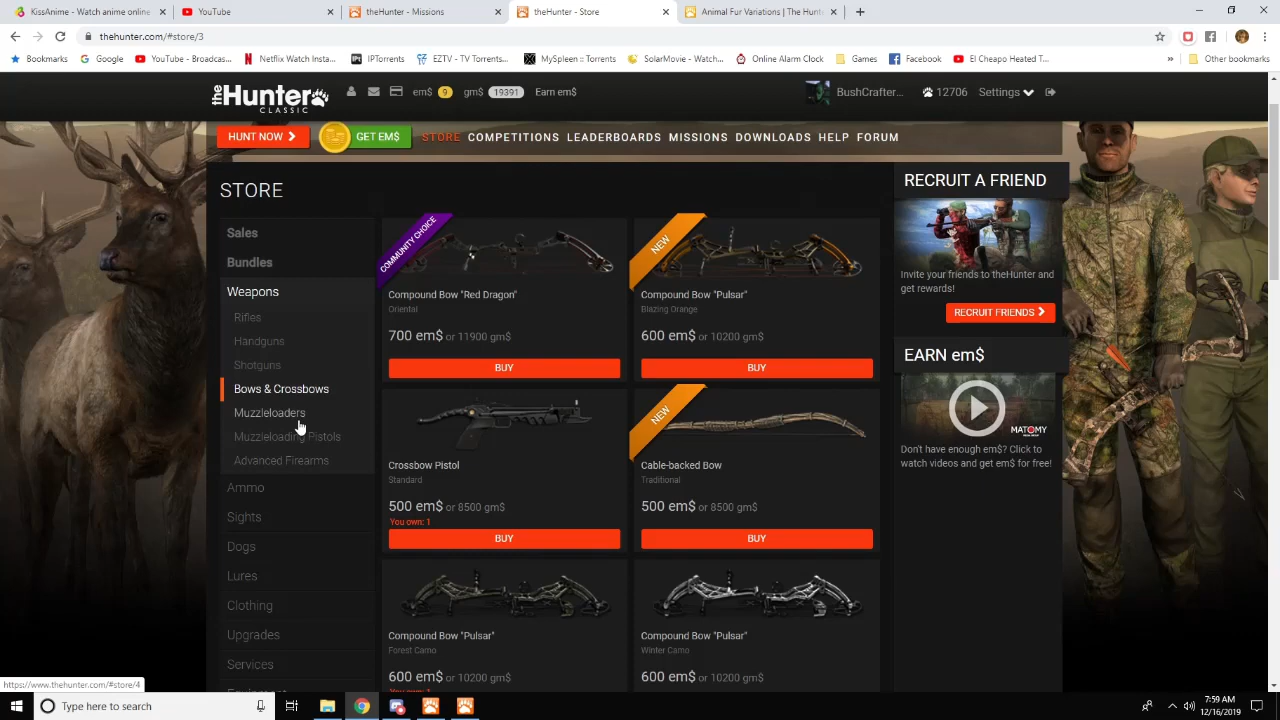 KissAnime - Watch anime online
YouTube
theHunter - Missions
theHunter - Store
Animal Fur Variations | The Hunte
thehunter.com/#store/3
Bookmarks
Google
YouTube - Broadcas...
Netflix Watch Insta...
IPTorrents
EZTV - TV Torrents...
MySpleen :: Torrents
SolarMovie - Watch...
Online Alarm Clock
Games
Facebook
El Cheapo Heated T...
Other bookmarks
theHunter
CLASSIC
em$ 9 gm$ 19391 Earn em$
BushCrafter... 12706 Settings
HUNT NOW
GET EM$
STORE COMPETITIONS LEADERBOARDS MISSIONS DOWNLOADS HELP FORUM
STORE
Sales
Bundles
Weapons
Rifles
Handguns
Shotguns
Bows & Crossbows
Muzzleloaders
Muzzleloading Pistols
Advanced Firearms
Ammo
Sights
Dogs
Lures
Clothing
Upgrades
Services
COMMUNITY CHOICE
Compound Bow "Red Dragon"
Oriental
700 em$ or 11900 gm$
BUY
NEW
Compound Bow "Pulsar"
Blazing Orange
600 em$ or 10200 gm$
BUY
Crossbow Pistol
Standard
500 em$ or 8500 gm$
You own: 1
BUY
NEW
Cable-backed Bow
Traditional
500 em$ or 8500 gm$
BUY
Compound Bow "Pulsar"
Forest Camo
600 em$ or 10200 gm$
Compound Bow "Pulsar"
Winter Camo
600 em$ or 10200 gm$
RECRUIT A FRIEND
Invite your friends to theHunter and
get rewards!
RECRUIT FRIENDS
EARN em$
MATOMY
Don't have enough em$? Click to
watch videos and get em$ for free!
https://www.thehunter.com/#store/4
Type here to search
7:59 AM
12/16/2019